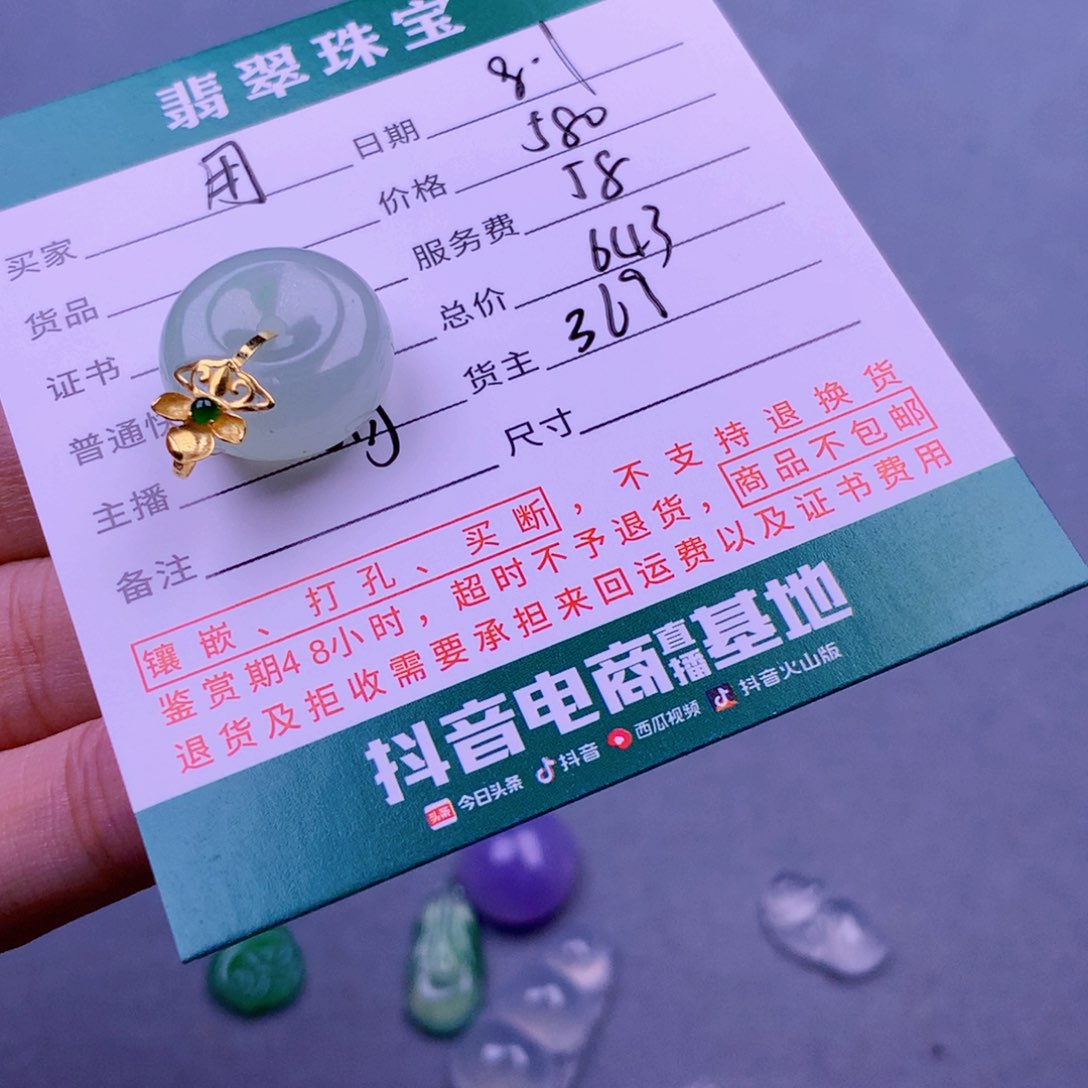 翡翠珠宝
买家 用 日期 8.1
货品 价格 580
证书 服务费 58
普通快 总价 643
主播 货主 369
备注 尺寸
镶嵌、打孔、买断，不支持退换货
鉴赏期48小时，超时不予退货，商品不包邮
退货及拒收需要承担来回运费以及证书费用
抖音电商直播基地
头条 今日头条 抖音 西瓜视频 抖音火山版